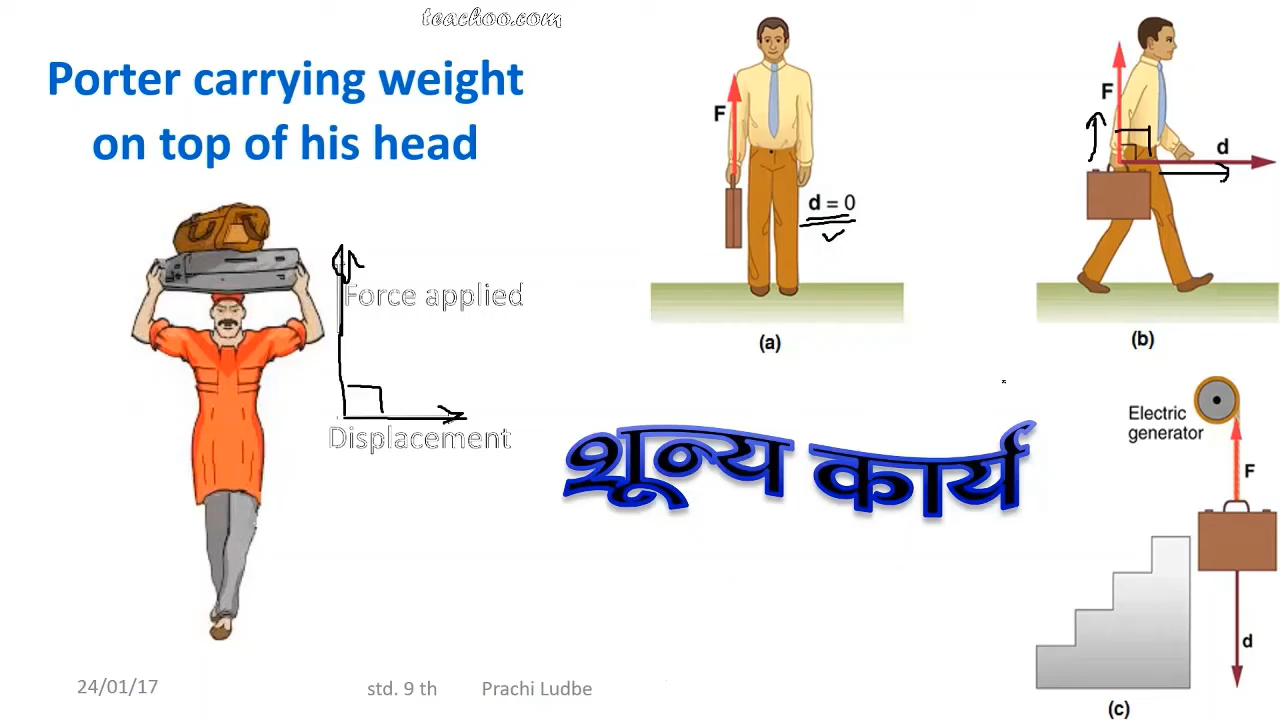 teachoo.com
Porter carrying weight
on top of his head
Force applied
Displacement
F
d = 0
(a)
F
d
(b)
शून्य कार्य
Electric
generator
F
d
(c)
24/01/17
std. 9 th
Prachi Ludbe